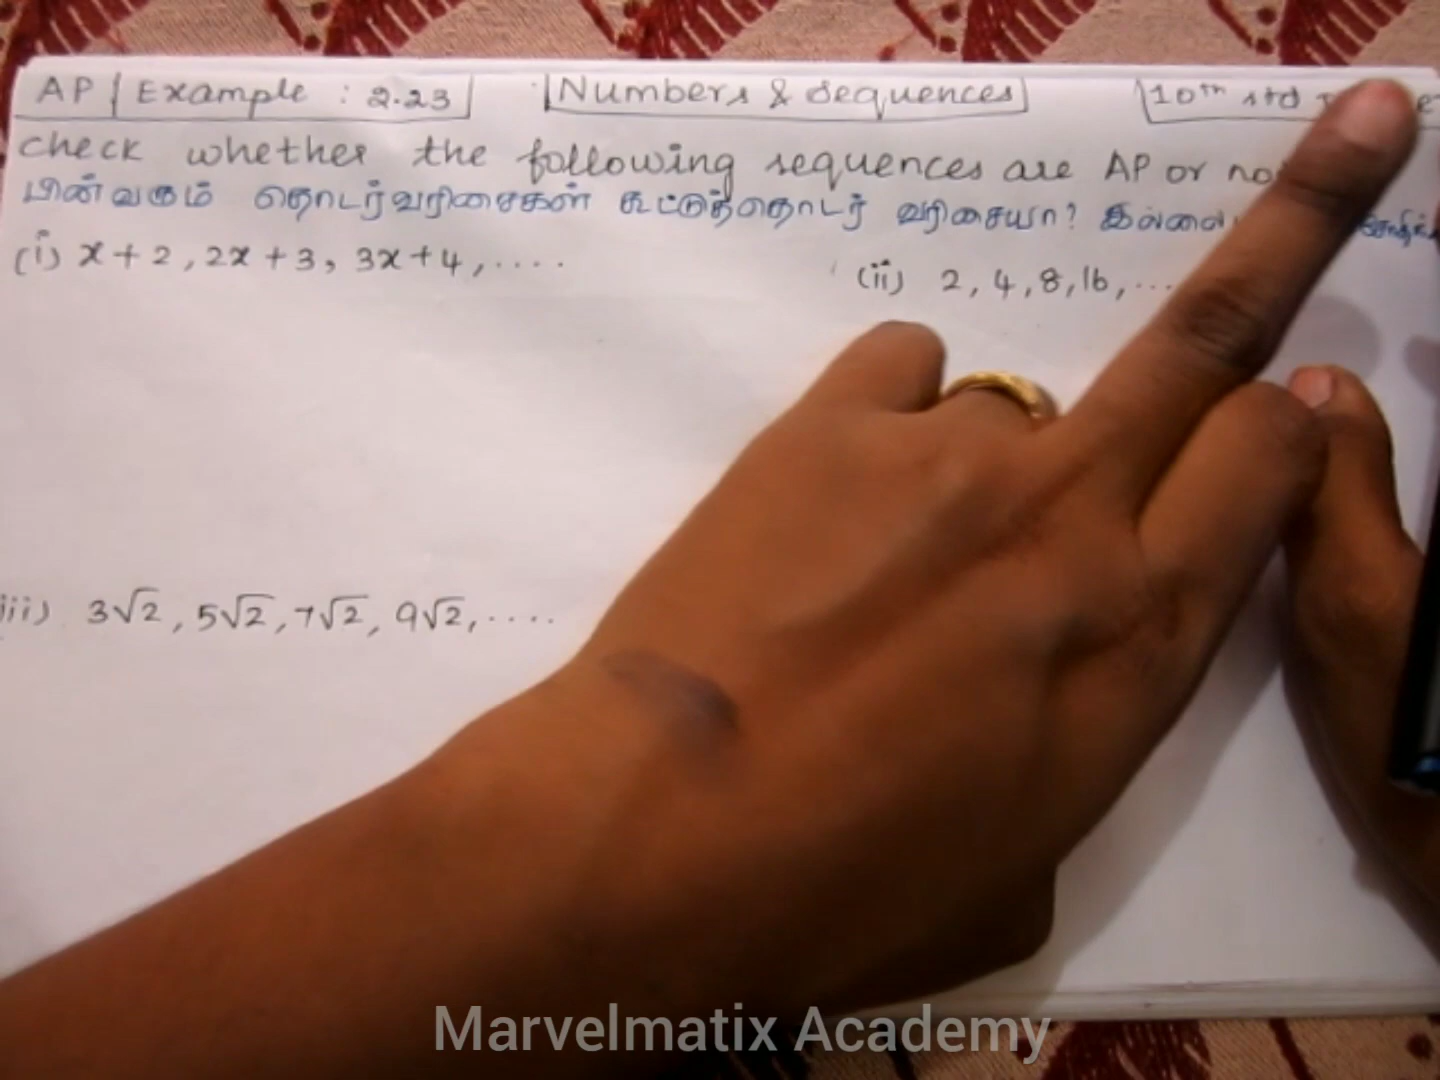 AP | Example : 2.23 Numbers & Sequences 10th std
Check whether the following sequences are AP or
பின்வரும் தொடர்வரிசைகள் கூட்டுத்தொடர் வரிசையா?
(i) x + 2 , 2x + 3 , 3x + 4 , ....
(ii) 2 , 4 , 8 , 16 , ...
iii) 3√2 , 5√2 , 7√2 , 9√2 , ....
Marvelmatix Academy